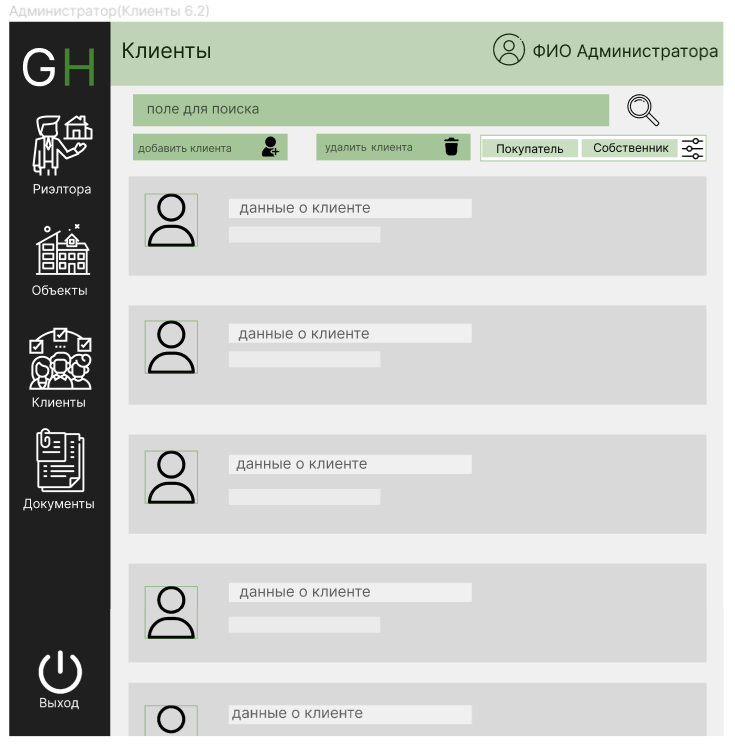 Администратор(Клиенты 6.2)
GH
Клиенты
ФИО Администратора
поле для поиска
добавить клиента
удалить клиента
Покупатель
Собственник
Риэлтора
Объекты
Клиенты
Документы
Выход
данные о клиенте
данные о клиенте
данные о клиенте
данные о клиенте
данные о клиенте